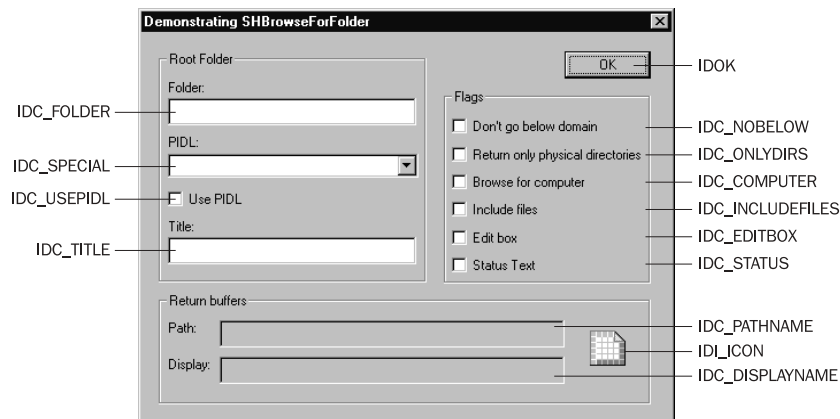 Demonstrating SHBrowseForFolder
Root Folder
OK
IDOK
Folder:
IDC_FOLDER
Flags
Don't go below domain
IDC_NOBELOW
PIDL:
IDC_SPECIAL
Return only physical directories
IDC_ONLYDIRS
Browse for computer
IDC_COMPUTER
IDC_USEPIDL
Use PIDL
Include files
IDC_INCLUDEFILES
Title:
Edit box
IDC_EDITBOX
IDC_TITLE
Status Text
IDC_STATUS
Return buffers
Path:
IDC_PATHNAME
IDI_ICON
Display:
IDC_DISPLAYNAME